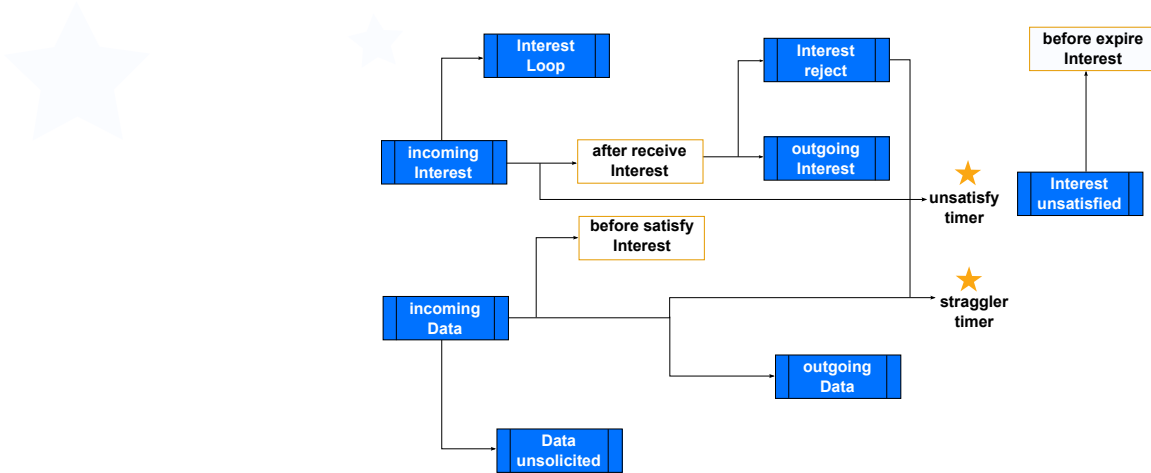 Interest
Loop
Interest
reject
before expire
Interest
incoming
Interest
after receive
Interest
outgoing
Interest
unsatisfy
timer
Interest
unsatisfied
before satisfy
Interest
incoming
Data
straggler
timer
outgoing
Data
Data
unsolicited